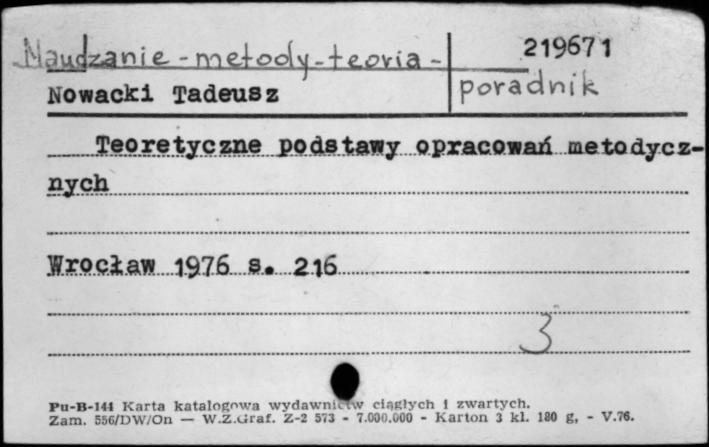 Naudzanie - metody - teoria -
219671
Nowacki Tadeusz
poradnik
Teoretyczne podstawy opracowań metodycz-
nych
Wrocław 1976 s. 216
3
Pu-B-144 Karta katalogowa wydawnictw ciągłych i zwartych.
Zam. 556/DW/On — W.Z.Graf. Z-2 573 - 7.000.000 - Karton 3 kl. 180 g, - V.76.